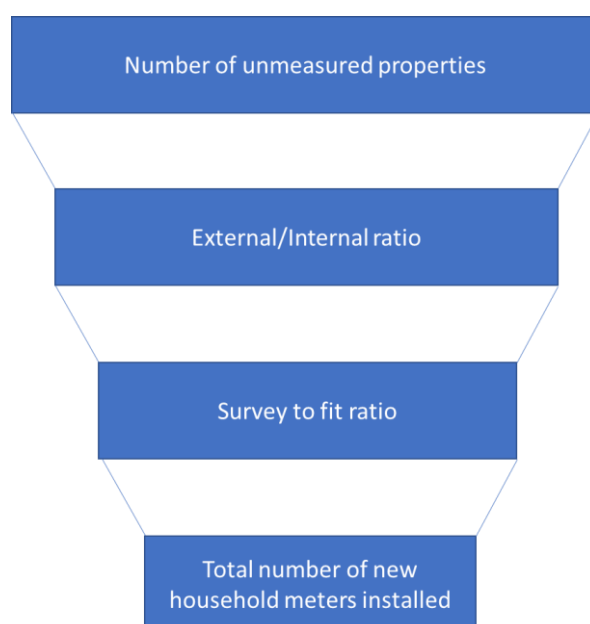 Number of unmeasured properties
External/Internal ratio
Survey to fit ratio
Total number of new
household meters installed